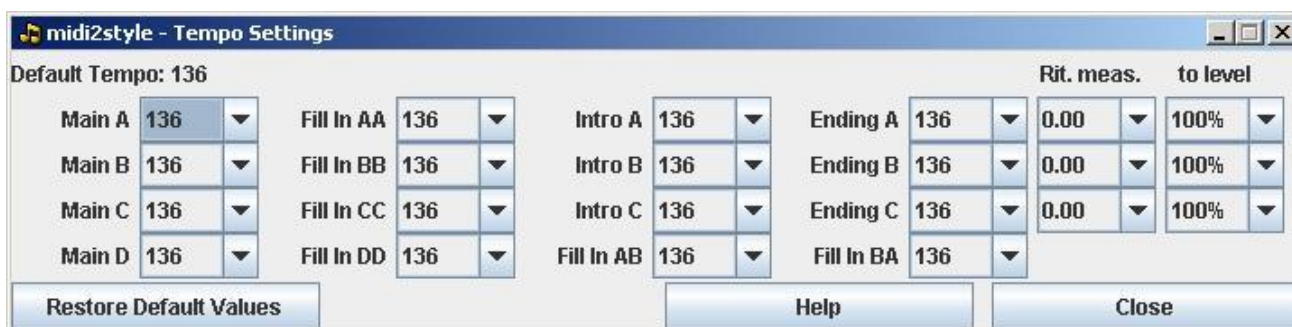 midi2style - Tempo Settings
Default Tempo: 136 Rit. meas. to level
Main A 136 Fill In AA 136 Intro A 136 Ending A 136 0.00 100%
Main B 136 Fill In BB 136 Intro B 136 Ending B 136 0.00 100%
Main C 136 Fill In CC 136 Intro C 136 Ending C 136 0.00 100%
Main D 136 Fill In DD 136 Fill In AB 136 Fill In BA 136
Restore Default Values Help Close